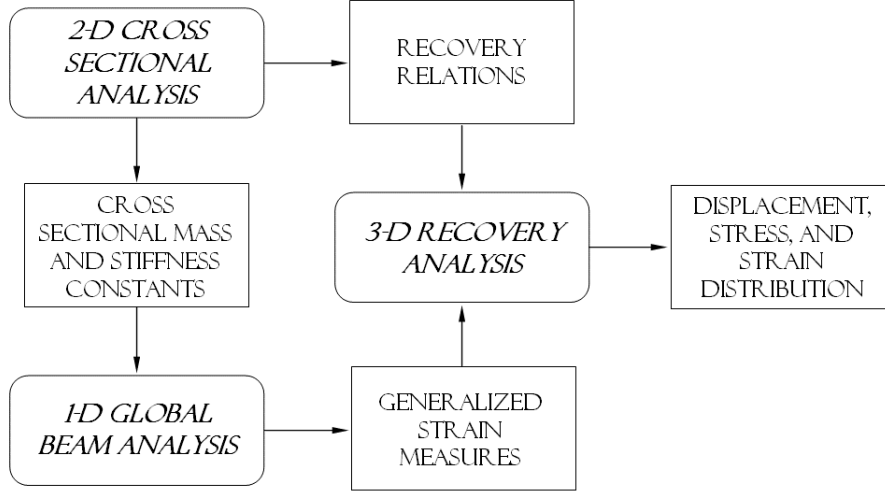 2-D CROSS
SECTIONAL
ANALYSIS
RECOVERY
RELATIONS
CROSS
SECTIONAL MASS
AND STIFFNESS
CONSTANTS
3-D RECOVERY
ANALYSIS
DISPLACEMENT,
STRESS, AND
STRAIN
DISTRIBUTION
1-D GLOBAL
BEAM ANALYSIS
GENERALIZED
STRAIN
MEASURES